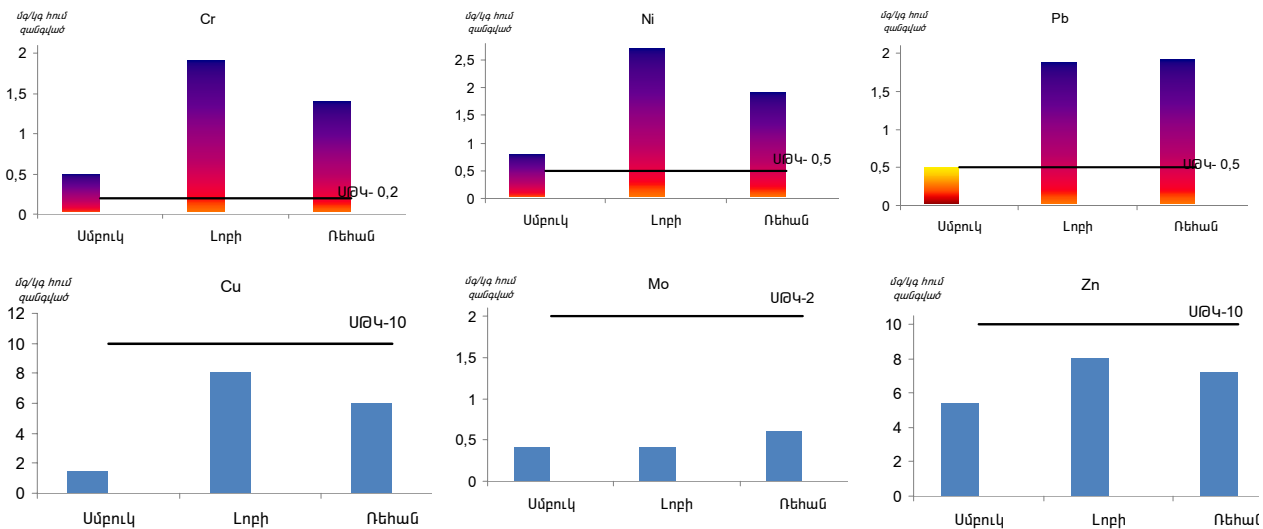 մգ/կգ հում
զանգված
Cr
2
1,5
1
0,5
0
ՍԹԿ- 0,2
Սմբուկ
Լոբի
Ռեհան
մգ/կգ հում
զանգված
Ni
2,5
2
1,5
1
0,5
0
ՍԹԿ- 0,5
Սմբուկ
Լոբի
Ռեհան
մգ/կգ հում
զանգված
Pb
2
1,5
1
0,5
0
ՍԹԿ- 0,5
Սմբուկ
Լոբի
Ռեհան
մգ/կգ հում
զանգված
Cu
12
10
8
6
4
2
0
ՍԹԿ-10
Սմբուկ
Լոբի
Ռեհան
մգ/կգ հում
զանգված
Mo
2
1,5
1
0,5
0
ՍԹԿ-2
Սմբուկ
Լոբի
Ռեհան
մգ/կգ հում
զանգված
Zn
10
8
6
4
2
0
ՍԹԿ-10
Սմբուկ
Լոբի
Ռեհան